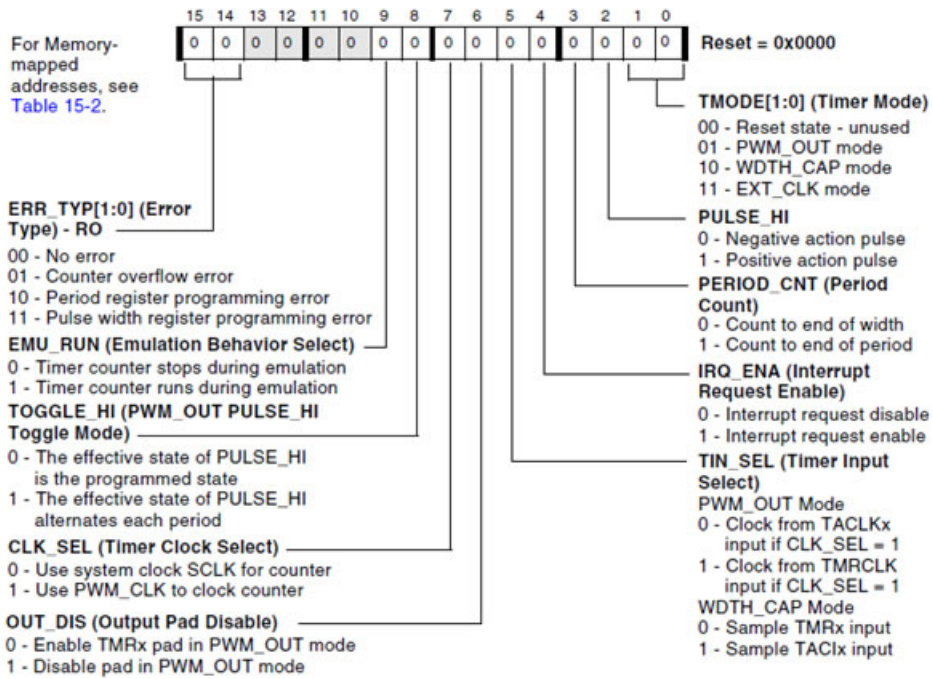 15 14 13 12 11 10 9 8 7 6 5 4 3 2 1 0
For Memory-
mapped
addresses, see
Table 15-2.
0 0 0 0 0 0 0 0 0 0 0 0 0 0 0 0
Reset = 0x0000
TMODE[1:0] (Timer Mode)
00 - Reset state - unused
01 - PWM_OUT mode
10 - WDTH_CAP mode
11 - EXT_CLK mode
PULSE_HI
0 - Negative action pulse
1 - Positive action pulse
PERIOD_CNT (Period
Count)
0 - Count to end of width
1 - Count to end of period
IRQ_ENA (Interrupt
Request Enable)
0 - Interrupt request disable
1 - Interrupt request enable
TIN_SEL (Timer Input
Select)
PWM_OUT Mode
0 - Clock from TACLKx
input if CLK_SEL = 1
1 - Clock from TMRCLK
input if CLK_SEL = 1
WDTH_CAP Mode
0 - Sample TMRx input
1 - Sample TACIx input
ERR_TYP[1:0] (Error
Type) - RO
00 - No error
01 - Counter overflow error
10 - Period register programming error
11 - Pulse width register programming error
EMU_RUN (Emulation Behavior Select)
0 - Timer counter stops during emulation
1 - Timer counter runs during emulation
TOGGLE_HI (PWM_OUT PULSE_HI
Toggle Mode)
0 - The effective state of PULSE_HI
is the programmed state
1 - The effective state of PULSE_HI
alternates each period
CLK_SEL (Timer Clock Select)
0 - Use system clock SCLK for counter
1 - Use PWM_CLK to clock counter
OUT_DIS (Output Pad Disable)
0 - Enable TMRx pad in PWM_OUT mode
1 - Disable pad in PWM_OUT mode